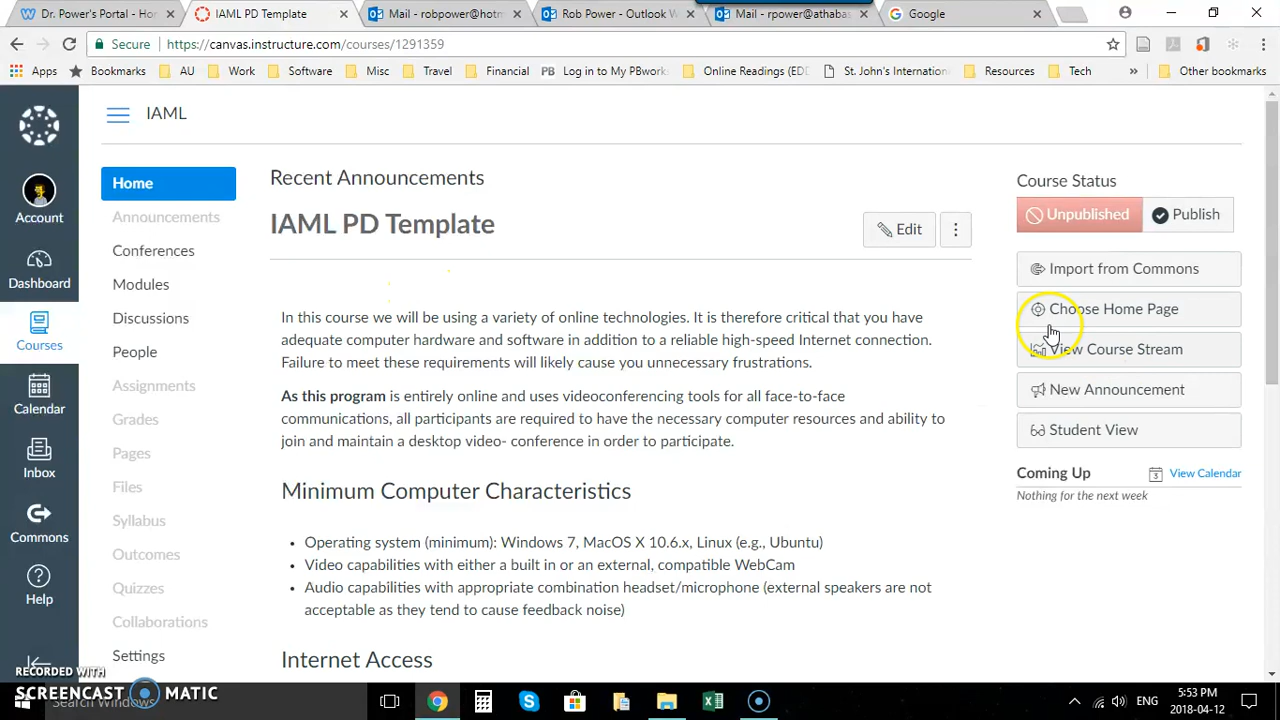 Dr. Power's Portal - Ho
IAML PD Template
Mail - robpower@hotm
Rob Power - Outlook W
Mail - rpower@athabas
Google
Secure
https://canvas.instructure.com/courses/1291359
Apps
Bookmarks
AU
Work
Software
Misc
Travel
Financial
PB Log in to My PBwork
Online Readings (EDE
St. John's Internation
Resources
Tech
»
Other bookmarks
IAML
Account
Dashboard
Courses
Calendar
Inbox
Commons
Help
Home
Announcements
Conferences
Modules
Discussions
People
Assignments
Grades
Pages
Files
Syllabus
Outcomes
Quizzes
Collaborations
Settings
Recent Announcements
IAML PD Template
Edit
In this course we will be using a variety of online technologies. It is therefore critical that you have
adequate computer hardware and software in addition to a reliable high-speed Internet connection.
Failure to meet these requirements will likely cause you unnecessary frustrations.
As this program is entirely online and uses videoconferencing tools for all face-to-face
communications, all participants are required to have the necessary computer resources and ability to
join and maintain a desktop video- conference in order to participate.
Minimum Computer Characteristics
• Operating system (minimum): Windows 7, MacOS X 10.6.x, Linux (e.g., Ubuntu)
• Video capabilities with either a built in or an external, compatible WebCam
• Audio capabilities with appropriate combination headset/microphone (external speakers are not
acceptable as they tend to cause feedback noise)
Internet Access
Course Status
Unpublished
Publish
Import from Commons
Choose Home Page
View Course Stream
New Announcement
Student View
Coming Up
3
View Calendar
Nothing for the next week
RECORDED WITH
SCREENCAST MATIC
Search Windows
ENG
5:53 PM
2018-04-12